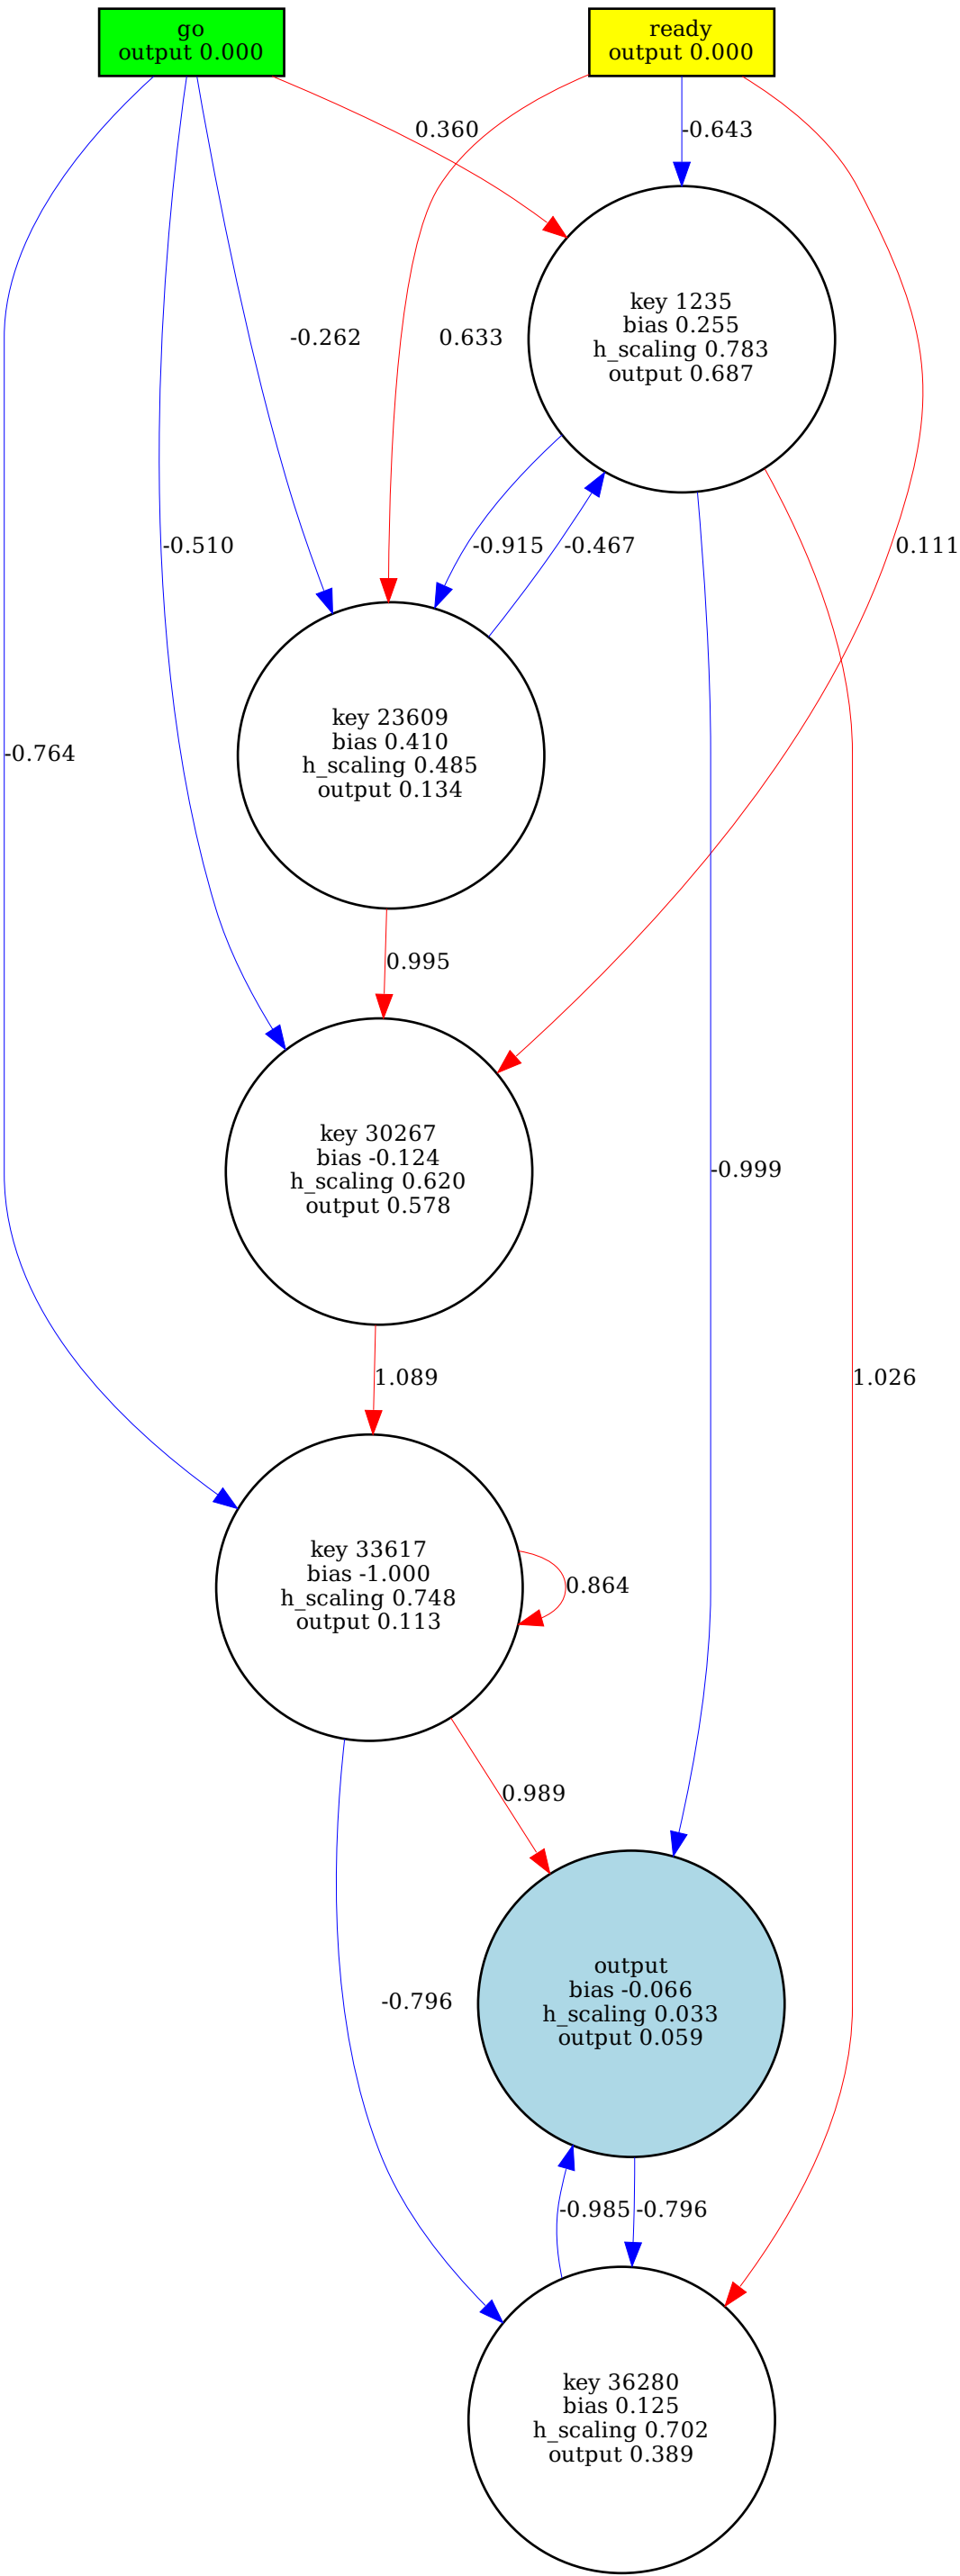 go
output 0.000
ready
output 0.000
0.360
-0.643
key 1235
bias 0.255
h_scaling 0.783
output 0.687
-0.262
0.633
-0.510
-0.915
-0.467
0.111
key 23609
bias 0.410
h_scaling 0.485
output 0.134
-0.764
0.995
key 30267
bias -0.124
h_scaling 0.620
output 0.578
-0.999
1.089
1.026
key 33617
bias -1.000
h_scaling 0.748
output 0.113
0.864
0.989
-0.796
output
bias -0.066
h_scaling 0.033
output 0.059
-0.985
-0.796
key 36280
bias 0.125
h_scaling 0.702
output 0.389